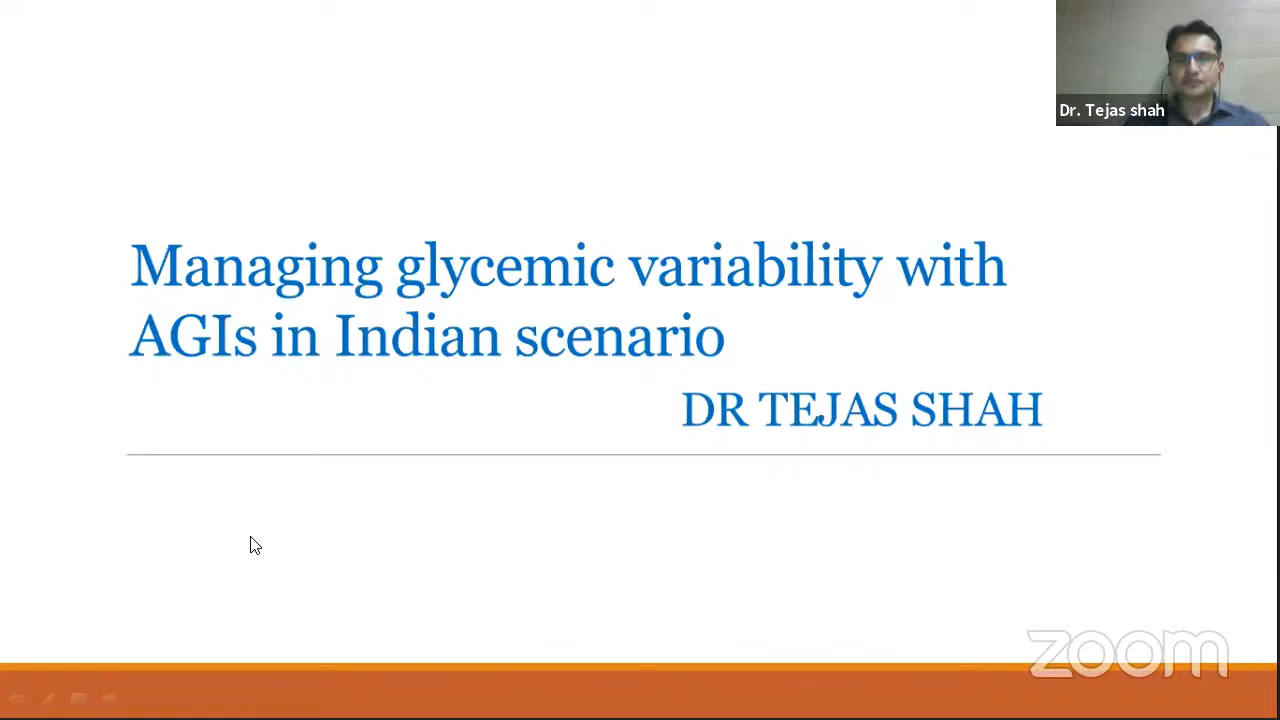 Dr. Tejas shah
Managing glycemic variability with
AGIs in Indian scenario
DR TEJAS SHAH
zoom